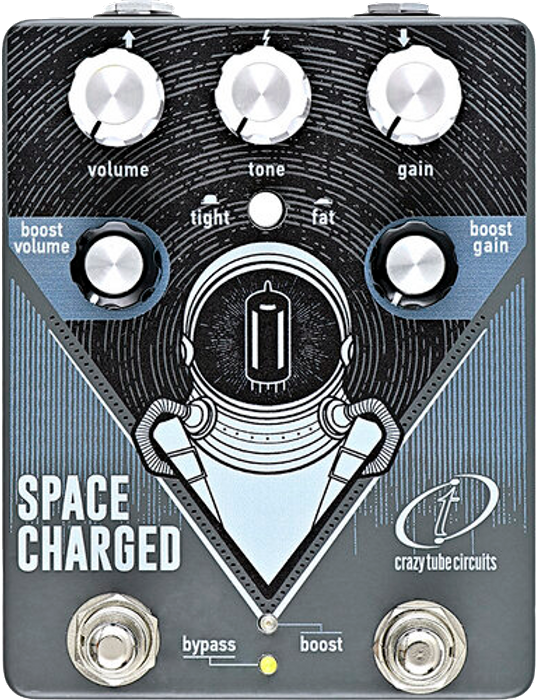 volume
tone
gain
tight
fat
boost
volume
boost
gain
SPACE
CHARGED
crazy tube circuits
bypass
boost